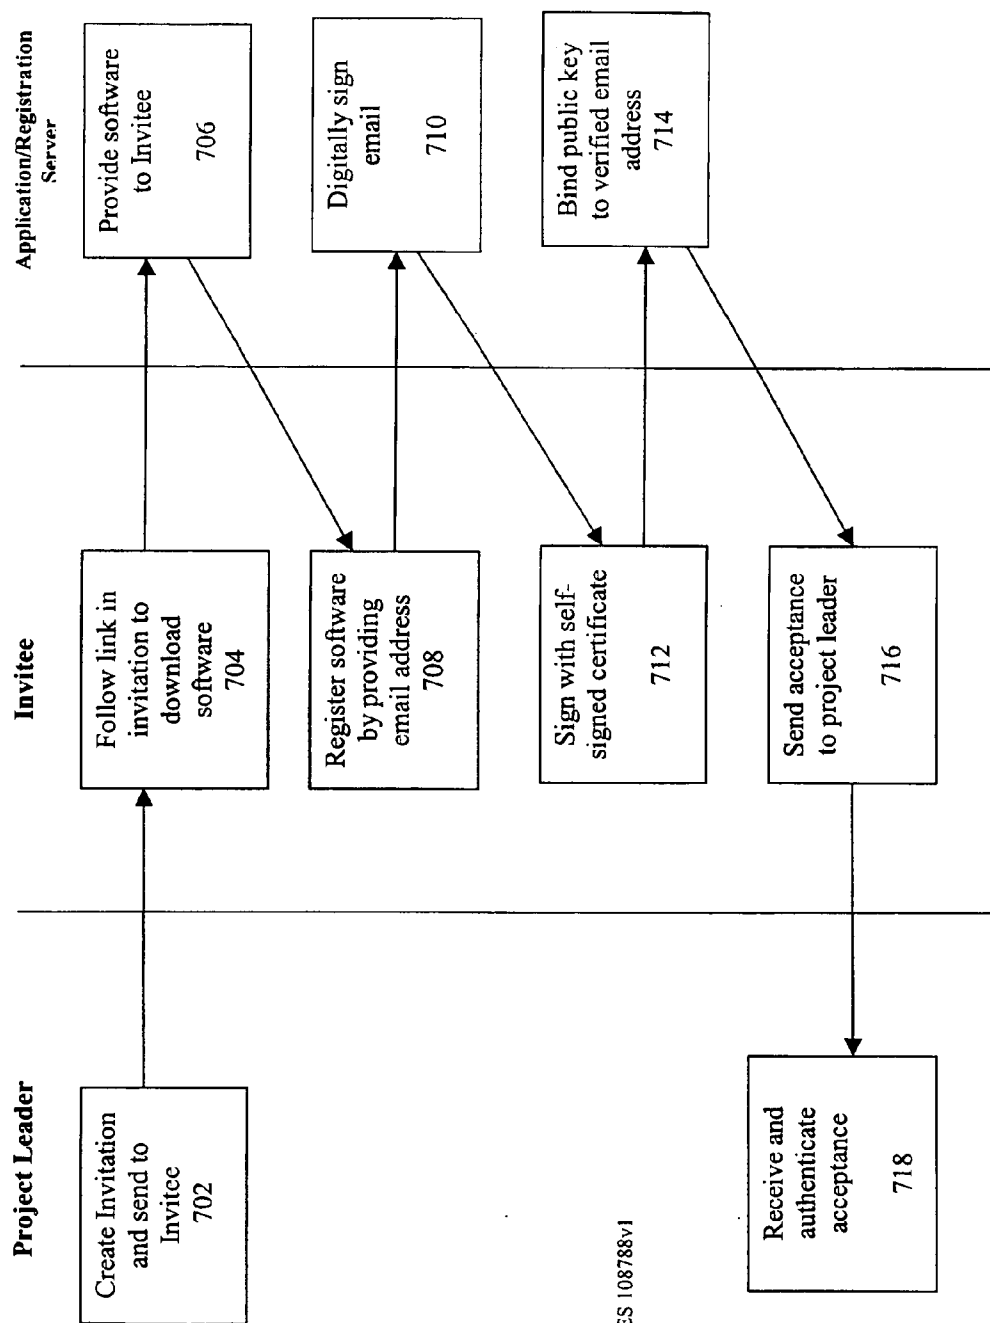 Project Leader
Invitee
Application/Registration
Server
Create Invitation
and send to
Invitee
702
Follow link in
invitation to
download
software
704
Provide software
to Invitee
706
Register software
by providing
email address
708
Digitally sign
email
710
Sign with self-
signed certificate
712
Bind public key
to verified email
address
714
Send acceptance
to project leader
716
Receive and
authenticate
acceptance
718
ES 108788v1